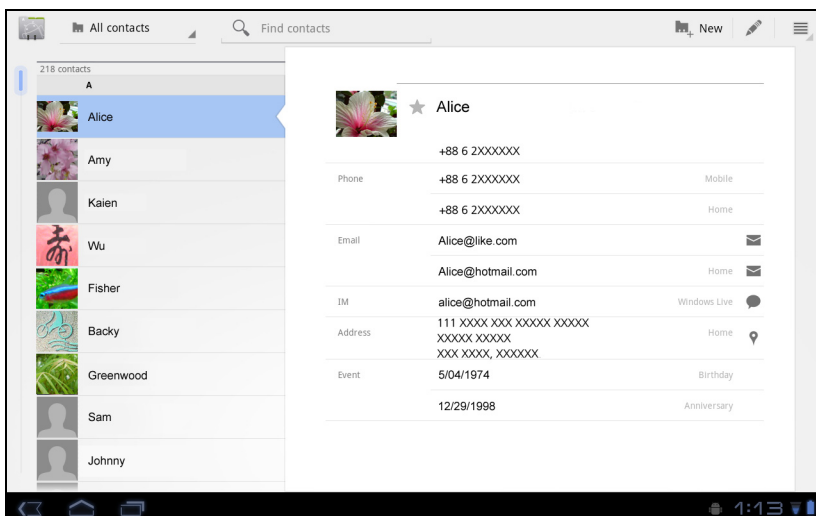 All contacts
Find contacts
New
218 contacts
A
Alice
Amy
Kaien
Wu
Fisher
Backy
Greenwood
Sam
Johnny
Alice
+88 6 2XXXXXX
Phone +88 6 2XXXXXX Mobile
+88 6 2XXXXXX Home
Email Alice@like.com
Alice@hotmail.com Home
IM alice@hotmail.com Windows Live
Address 111 XXXX XXX XXXXX XXXXX Home
XXXXX XXXXX
XXX XXXX, XXXXXX
Event 5/04/1974 Birthday
12/29/1998 Anniversary
1:13